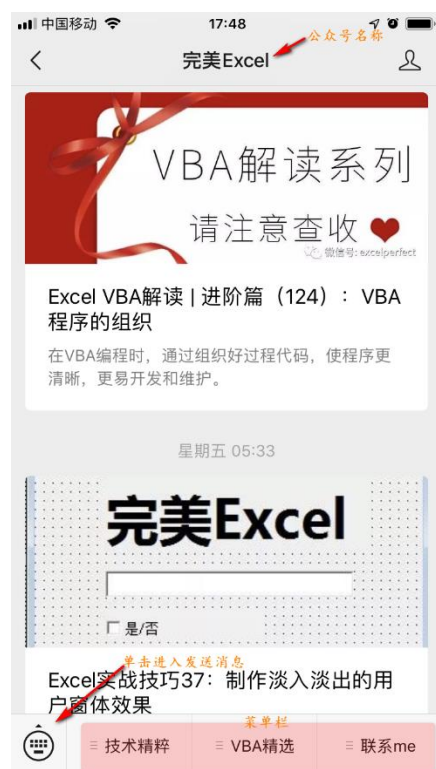 中国移动 17:48
公众号名称
完美Excel
VBA解读系列
请注意查收
微信号: excelperfect
Excel VBA解读 | 进阶篇（124）：VBA
程序的组织
在VBA编程时，通过组织好过程代码，使程序更
清晰，更易开发和维护。
星期五 05:33
完美Excel
是/否
单击进入发送消息
Excel实战技巧37：制作淡入淡出的用
户窗体效果
菜单栏
技术精粹 VBA精选 联系me